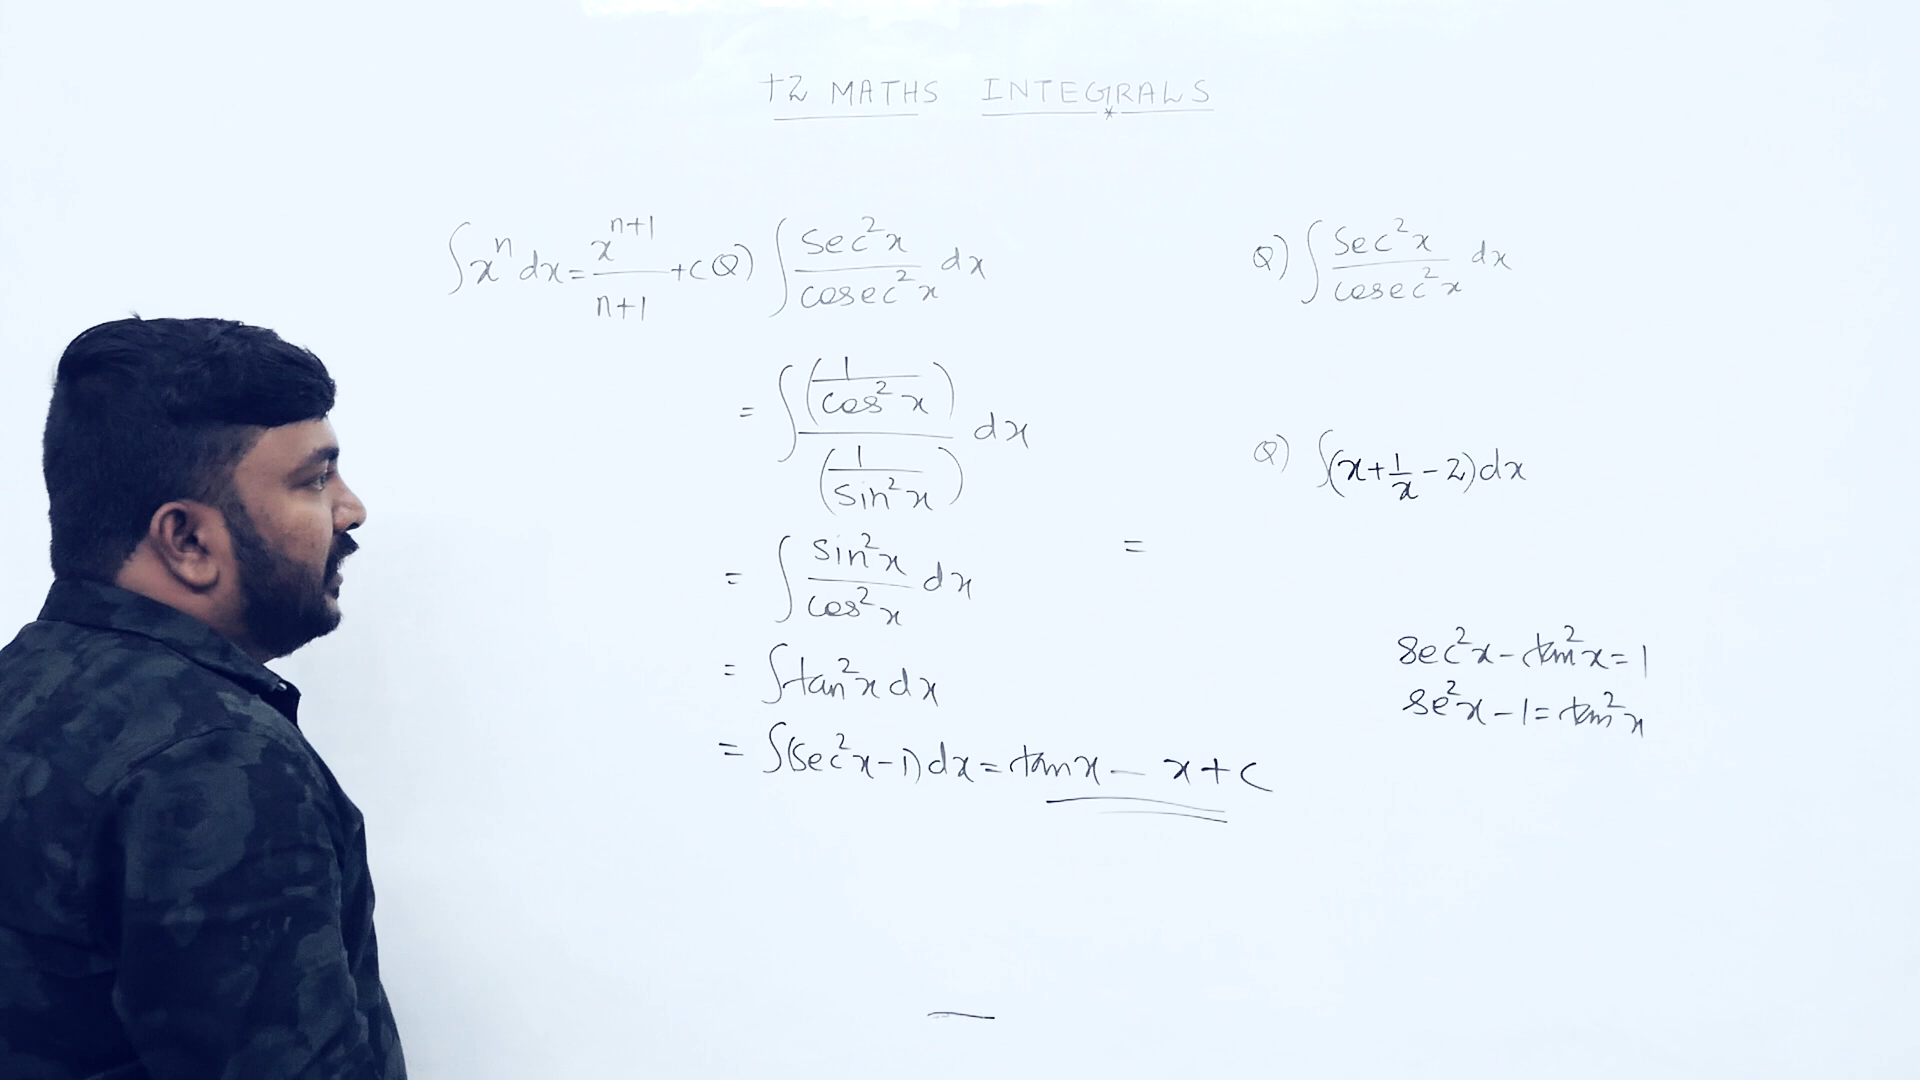 +2 MATHS INTEGRALS
∫xⁿ dx = xⁿ⁺¹/n+1 + c
Q) ∫ sec²x/cosec²x dx
= ∫ (1/cos²x)/(1/sin²x) dx
= ∫ sin²x/cos²x dx
= ∫tan²x dx
= ∫(sec²x-1)dx = tanx - x + c
Q) ∫ sec²x/cosec²x dx
Q) ∫(x + 1/x - 2)dx
=
sec²x - tan²x = 1
se²x - 1 = tan²x